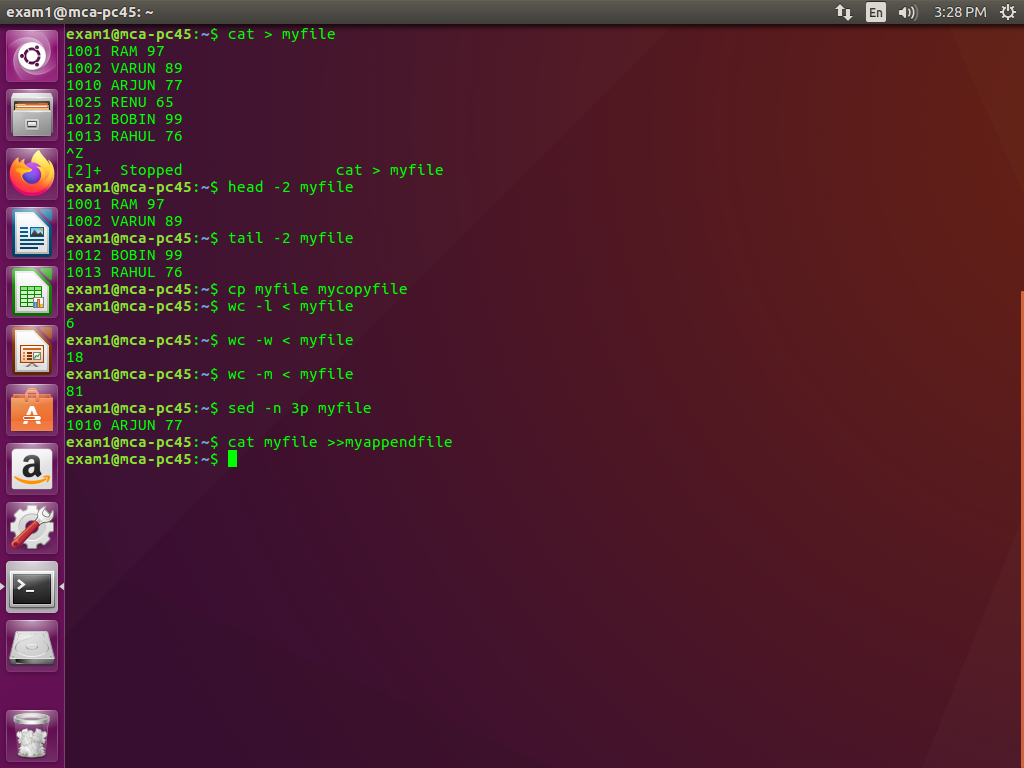 exam1@mca-pc45: ~
En
3:28 PM
exam1@mca-pc45:~$ cat > myfile
1001 RAM 97
1002 VARUN 89
1010 ARJUN 77
1025 RENU 65
1012 BOBIN 99
1013 RAHUL 76
^Z
[2]+  Stopped                 cat > myfile
exam1@mca-pc45:~$ head -2 myfile
1001 RAM 97
1002 VARUN 89
exam1@mca-pc45:~$ tail -2 myfile
1012 BOBIN 99
1013 RAHUL 76
exam1@mca-pc45:~$ cp myfile mycopyfile
exam1@mca-pc45:~$ wc -l < myfile
6
exam1@mca-pc45:~$ wc -w < myfile
18
exam1@mca-pc45:~$ wc -m < myfile
81
exam1@mca-pc45:~$ sed -n 3p myfile
1010 ARJUN 77
exam1@mca-pc45:~$ cat myfile >>myappendfile
exam1@mca-pc45:~$